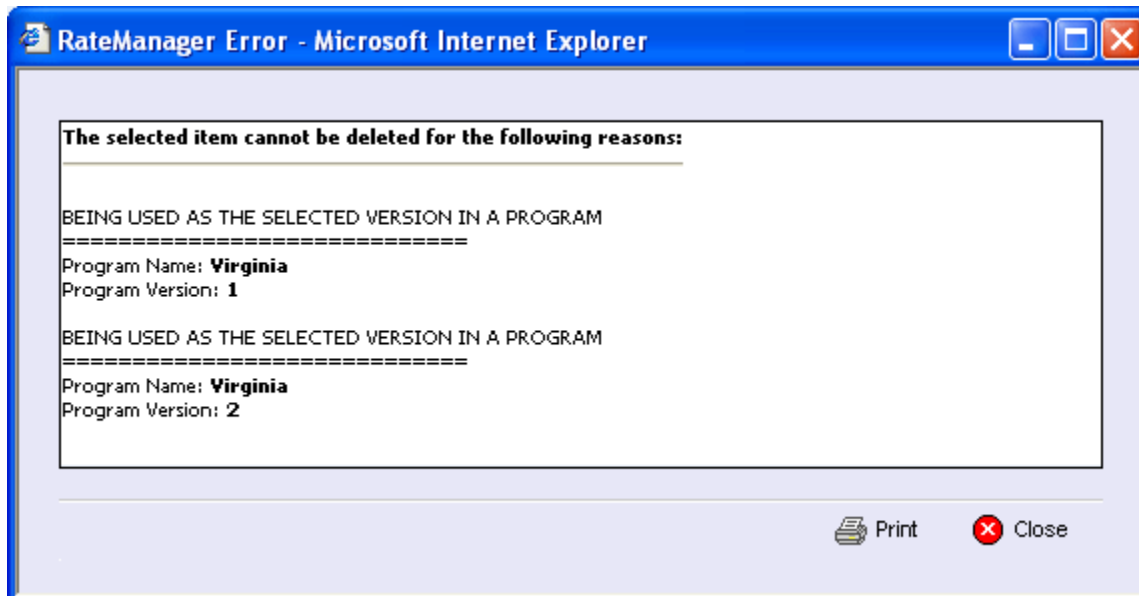 RateManager Error - Microsoft Internet Explorer
The selected item cannot be deleted for the following reasons:
BEING USED AS THE SELECTED VERSION IN A PROGRAM
==============================
Program Name: Virginia
Program Version: 1
BEING USED AS THE SELECTED VERSION IN A PROGRAM
==============================
Program Name: Virginia
Program Version: 2
Print Close